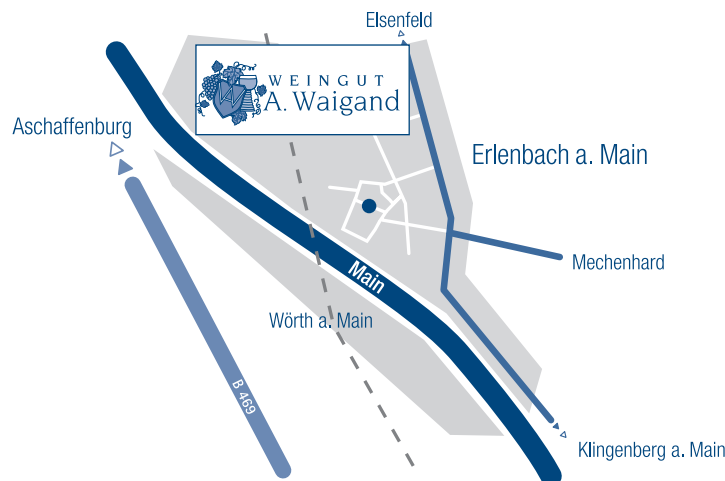 Elsenfeld
WEINGUT
A. Waigand
Aschaffenburg
Erlenbach a. Main
Mechenhard
Main
Wörth a. Main
B 469
Klingenberg a. Main